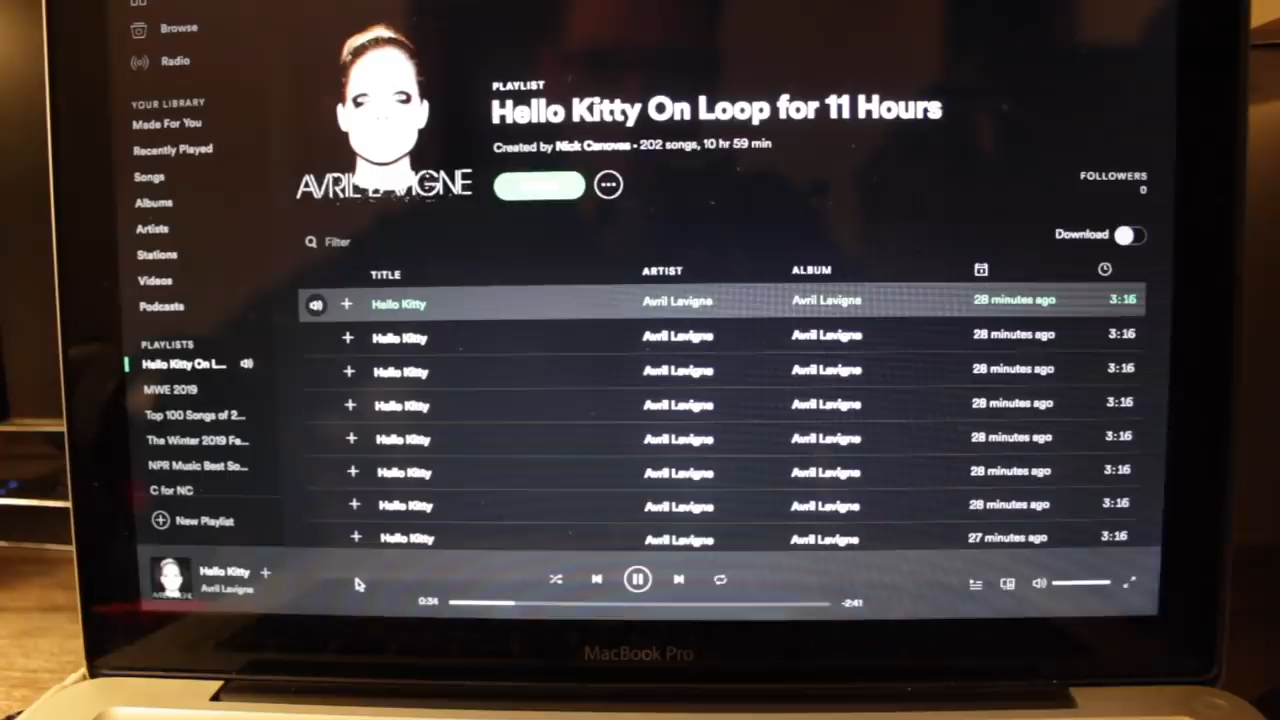 Browse
Radio
YOUR LIBRARY
Made For You
Recently Played
Songs
Albums
Artists
Stations
Videos
Podcasts
PLAYLISTS
Hello Kitty On L...
MWE 2019
Top 100 Songs of 2...
The Winter 2019 Fe...
NPR Music Best So...
C for NC
New Playlist
AVRIL LAVIGNE
PLAYLIST
Hello Kitty On Loop for 11 Hours
Created by Nick Canovas • 202 songs, 10 hr 59 min
FOLLOWERS
0
Filter
Download
TITLE ARTIST ALBUM
Hello Kitty Avril Lavigne Avril Lavigne 28 minutes ago 3:16
Hello Kitty Avril Lavigne Avril Lavigne 28 minutes ago 3:16
Hello Kitty Avril Lavigne Avril Lavigne 28 minutes ago 3:16
Hello Kitty Avril Lavigne Avril Lavigne 28 minutes ago 3:16
Hello Kitty Avril Lavigne Avril Lavigne 28 minutes ago 3:16
Hello Kitty Avril Lavigne Avril Lavigne 28 minutes ago 3:16
Hello Kitty Avril Lavigne Avril Lavigne 28 minutes ago 3:16
Hello Kitty Avril Lavigne Avril Lavigne 27 minutes ago 3:16
Hello Kitty
Avril Lavigne
0:34 -2:41
MacBook Pro